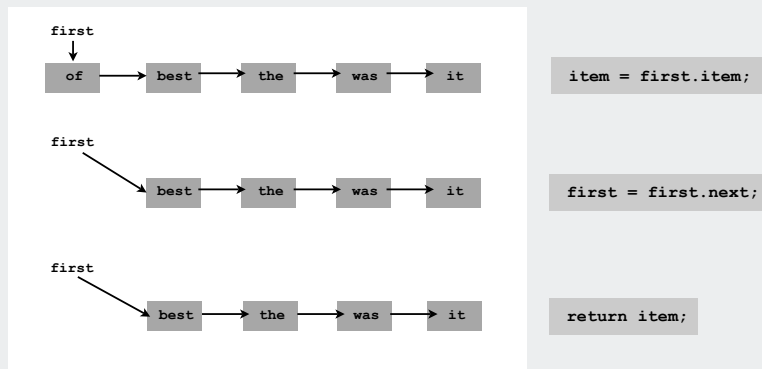 first
of best the was it
item = first.item;
first
best the was it
first = first.next;
first
best the was it
return item;